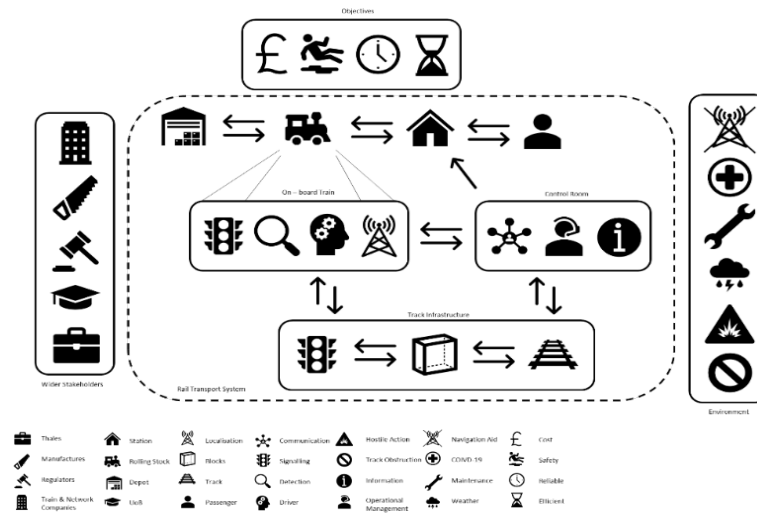 Objectives
On – board Train
Control Room
Track Infrastructure
Wider Stakeholders
Rail Transport System
Environment
Thales
Station
Localisation
Communication
Hostile Action
Navigation Aid
Cost
Manufactures
Rolling Stock
Blocks
Signalling
Track Obstruction
COVID-19
Safety
Regulators
Depot
Track
Detection
Information
Maintenance
Reliable
Train & Network
Companies
UoB
Passenger
Driver
Operational
Management
Weather
Efficient